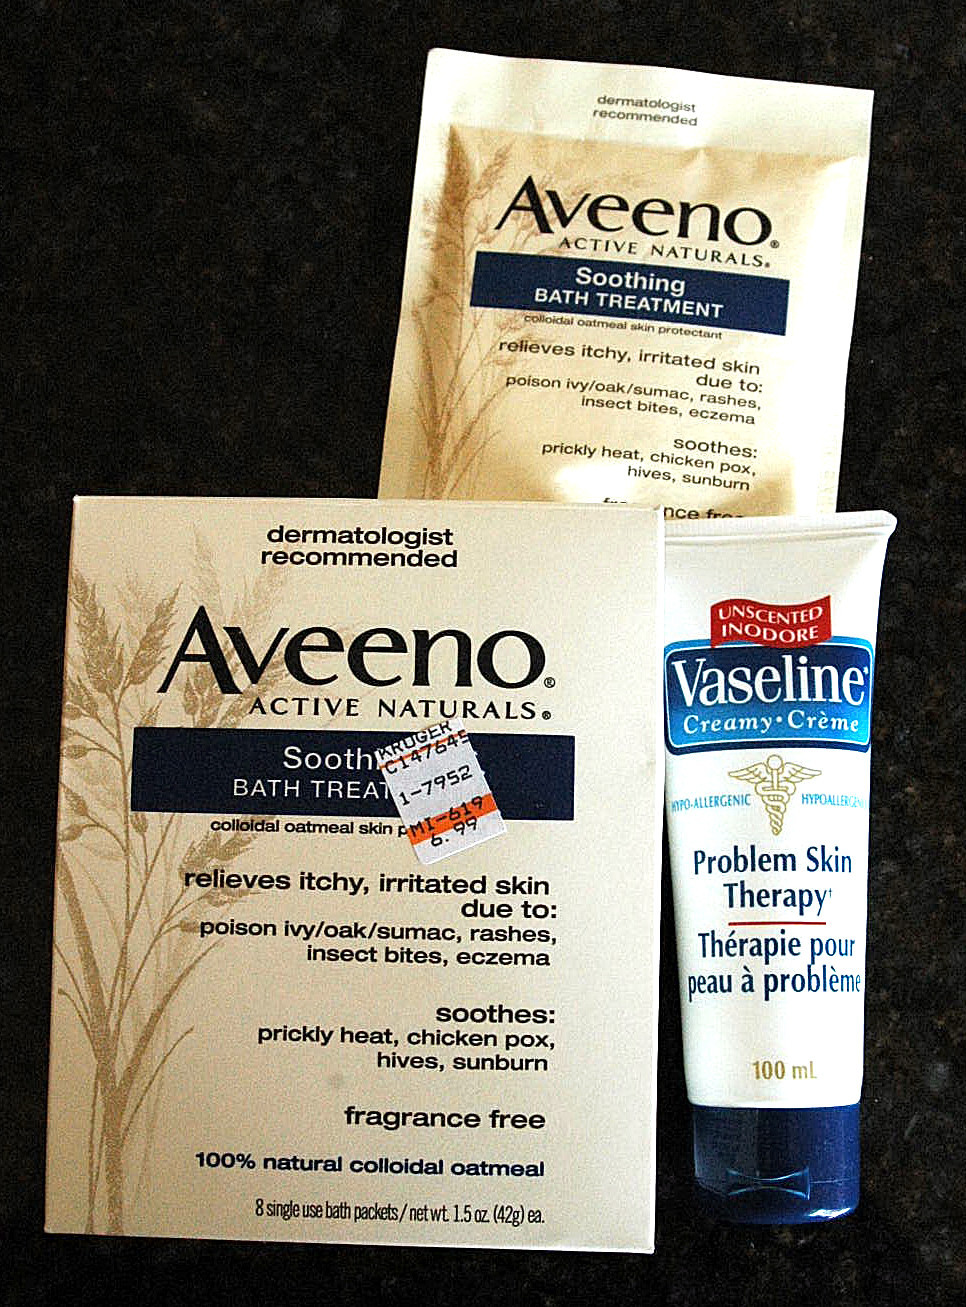 dermatologist
recommended
Aveeno®
ACTIVE NATURALS®
Soothing
BATH TREATMENT
colloidal oatmeal skin protectant
relieves itchy, irritated skin
due to:
poison ivy/oak/sumac, rashes,
insect bites, eczema
soothes:
prickly heat, chicken pox,
hives, sunburn
dermatologist
recommended
Aveeno®
ACTIVE NATURALS®
Sooth
BATH TREAT
colloidal oatmeal skin p
KRUGER
C147645
1-7952
MI-619
6.99
relieves itchy, irritated skin
due to:
poison ivy/oak/sumac, rashes,
insect bites, eczema
soothes:
prickly heat, chicken pox,
hives, sunburn
fragrance free
100% natural colloidal oatmeal
8 single use bath packets / net wt. 1.5 oz. (42g) ea.
UNSCENTED
INODORE
Vaseline
Creamy • Crème
HYPO-ALLERGENIC HYPOALLERGEN
Problem Skin
Therapy†
Thérapie pour
peau à problème
100 mL